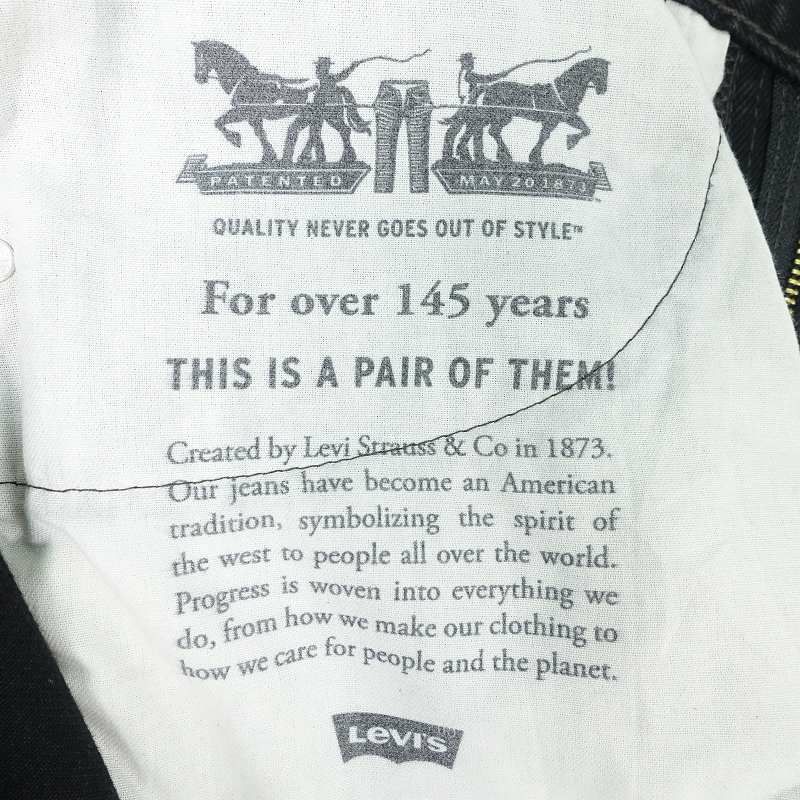 PATENTED MAY 20 1873
QUALITY NEVER GOES OUT OF STYLE™
For over 145 years
THIS IS A PAIR OF THEM!
Created by Levi Strauss & Co in 1873.
Our jeans have become an American
tradition, symbolizing the spirit of
the west to people all over the world.
Progress is woven into everything we
do, from how we make our clothing to
how we care for people and the planet.
LEVI'S